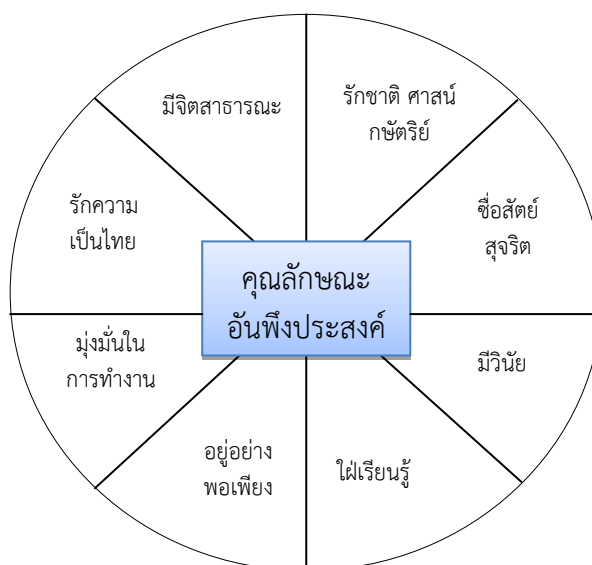 มีจิตสาธารณะ
รักชาติ ศาสน์
กษัตริย์
รักความ
เป็นไทย
ซื่อสัตย์
สุจริต
คุณลักษณะ
อันพึงประสงค์
มุ่งมั่นใน
การทำงาน
มีวินัย
อยู่อย่าง
พอเพียง
ใฝ่เรียนรู้